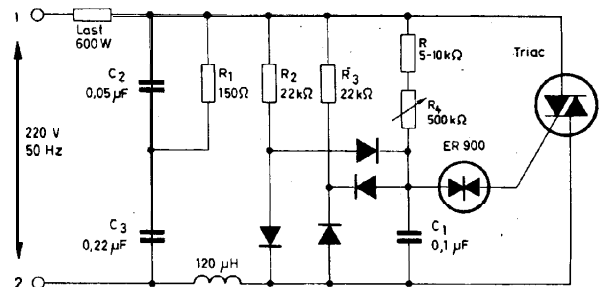 1
Last
600 W
220 V
50 Hz
2
C2
0,05 µF
C3
0,22 µF
R1
150Ω
R2
22kΩ
R3
22kΩ
R
5-10kΩ
R4
500kΩ
Triac
ER 900
C1
0,1 µF
120 µH